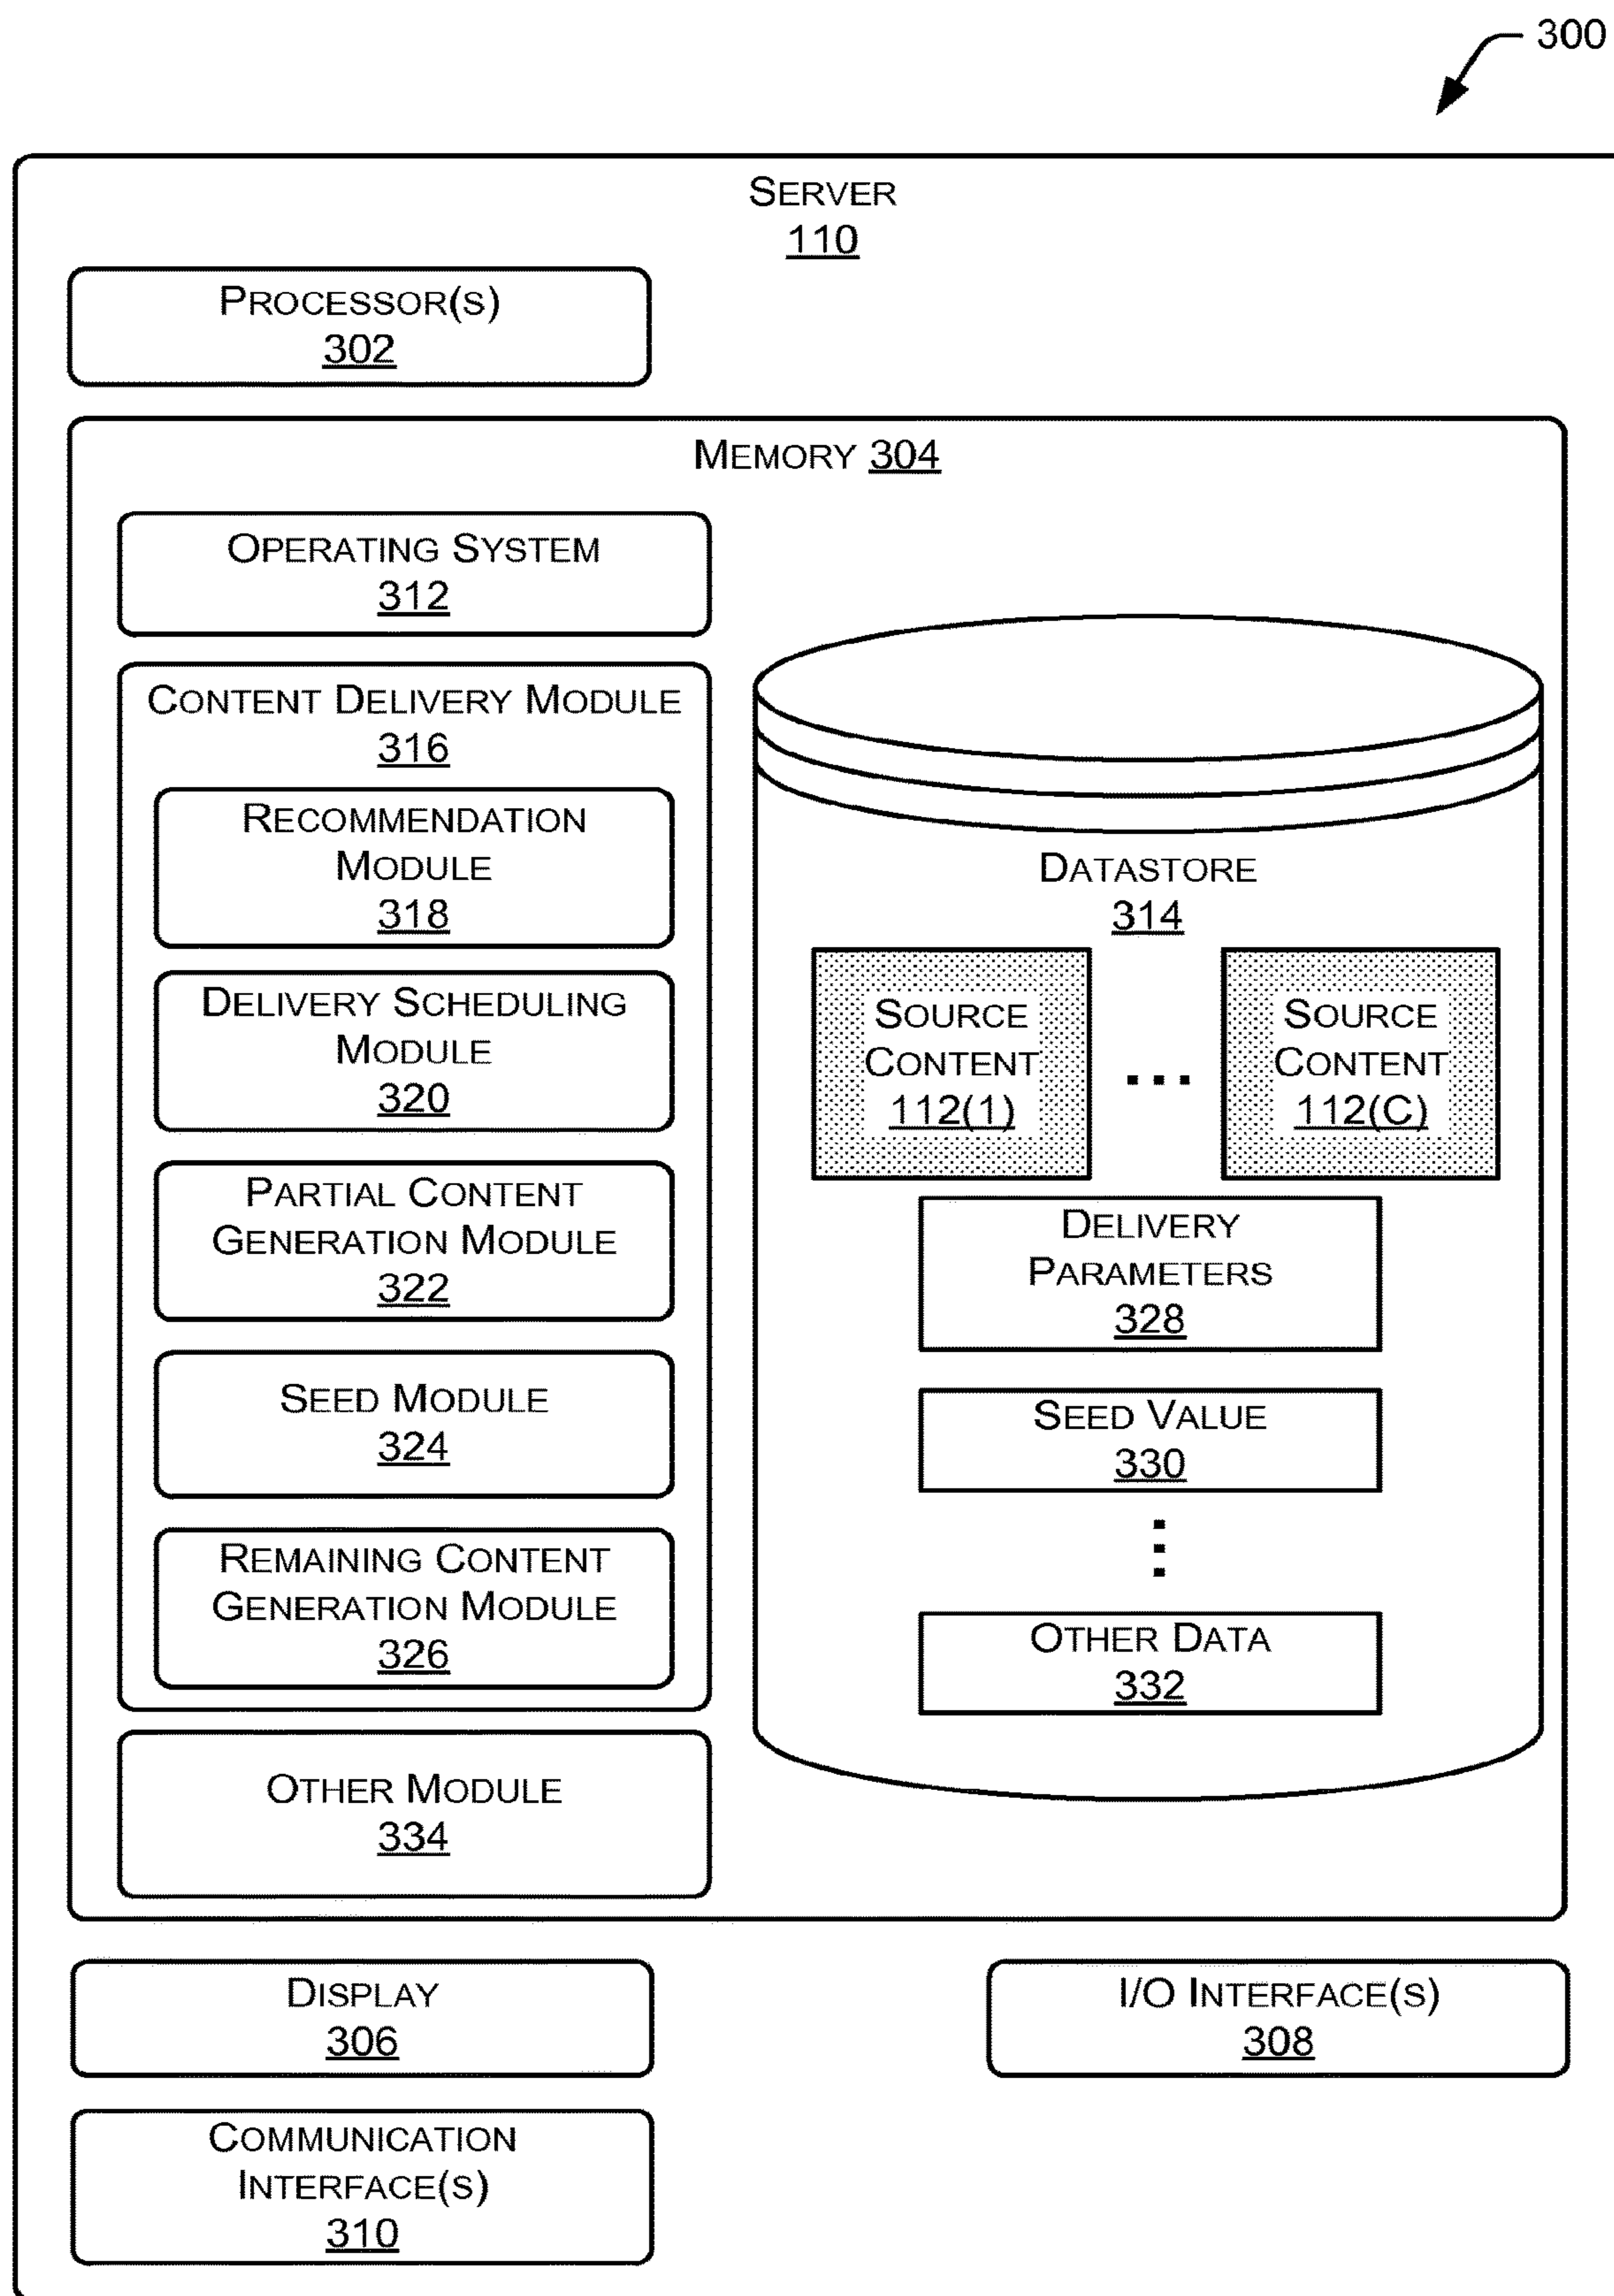 300
SERVER
110
PROCESSOR(S)
302
MEMORY 304
OPERATING SYSTEM
312
CONTENT DELIVERY MODULE
316
RECOMMENDATION
MODULE
318
DELIVERY SCHEDULING
MODULE
320
PARTIAL CONTENT
GENERATION MODULE
322
SEED MODULE
324
REMAINING CONTENT
GENERATION MODULE
326
OTHER MODULE
334
DATASTORE
314
SOURCE
CONTENT
112(1)
...
SOURCE
CONTENT
112(C)
DELIVERY
PARAMETERS
328
SEED VALUE
330
OTHER DATA
332
DISPLAY
306
I/O INTERFACE(S)
308
COMMUNICATION
INTERFACE(S)
310